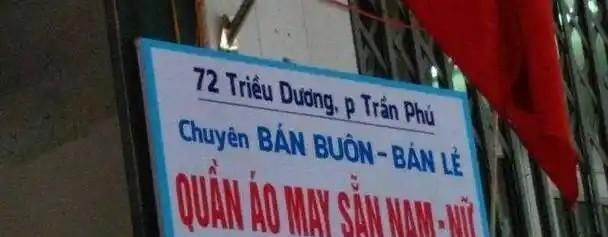 72 Triều Dương, p Trần Phú
Chuyên BÁN BUÔN - BÁN LẺ
QUẦN ÁO MAY SẴN NAM - NỮ